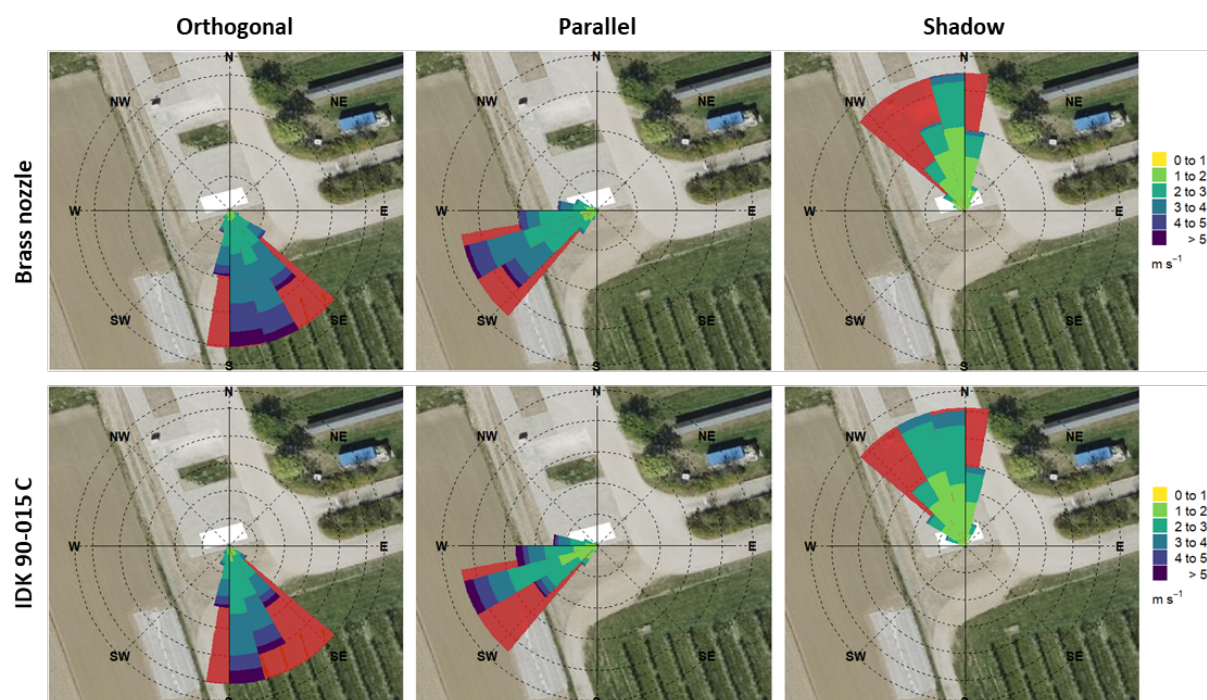 Orthogonal
Parallel
Shadow
Brass nozzle
N
NW
NE
W
E
SW
SE
S
N
NW
NE
W
E
SW
SE
S
N
NW
NE
W
E
SW
SE
S
0 to 1
1 to 2
2 to 3
3 to 4
4 to 5
> 5
m s⁻¹
IDK 90-015 C
N
NW
NE
W
E
SW
SE
N
NW
NE
W
E
SW
SE
N
NW
NE
W
E
SW
SE
0 to 1
1 to 2
2 to 3
3 to 4
4 to 5
> 5
m s⁻¹